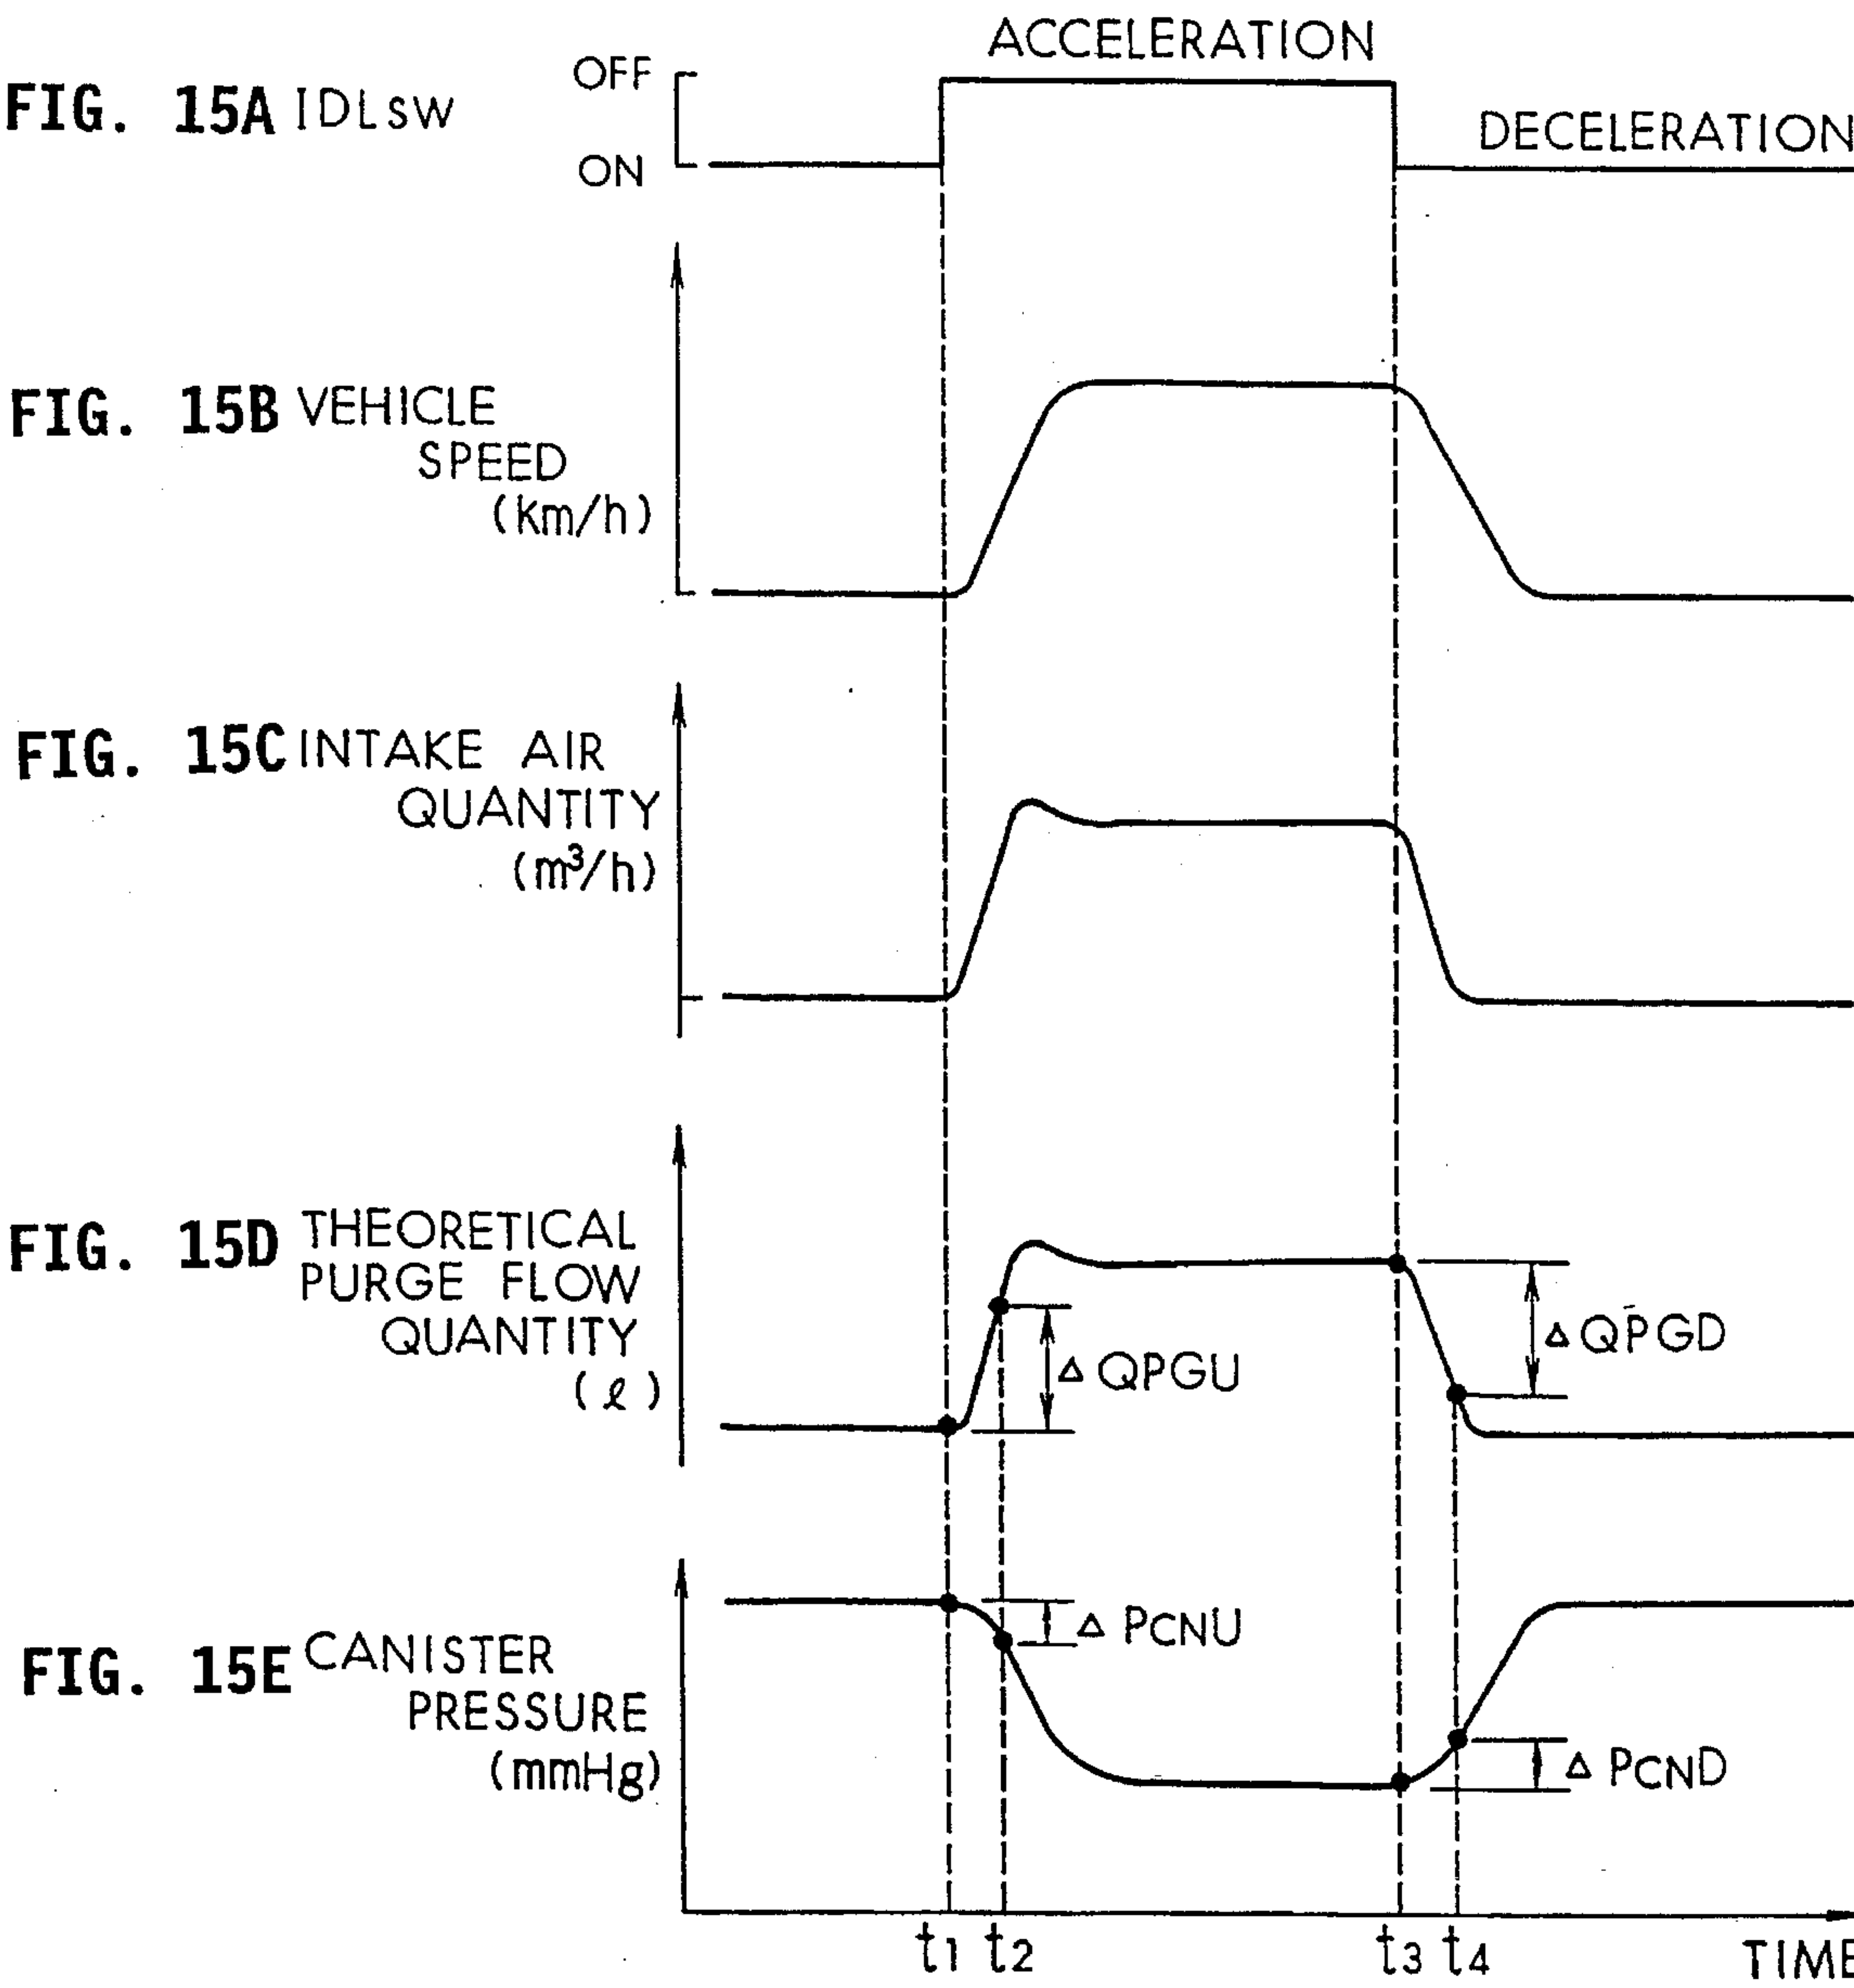 ACCELERATION
OFF
FIG. 15A IDLSW
ON
DECELERATION
FIG. 15B VEHICLE
SPEED
(Km/h)
FIG. 15C INTAKE AIR
QUANTITY
(m³/h)
FIG. 15D THEORETICAL
PURGE FLOW
QUANTITY
(ℓ)
Δ QPGU
Δ QPGD
FIG. 15E CANISTER
PRESSURE
(mmHg)
Δ PCNU
Δ PCND
t1 t2 t3 t4 TIME